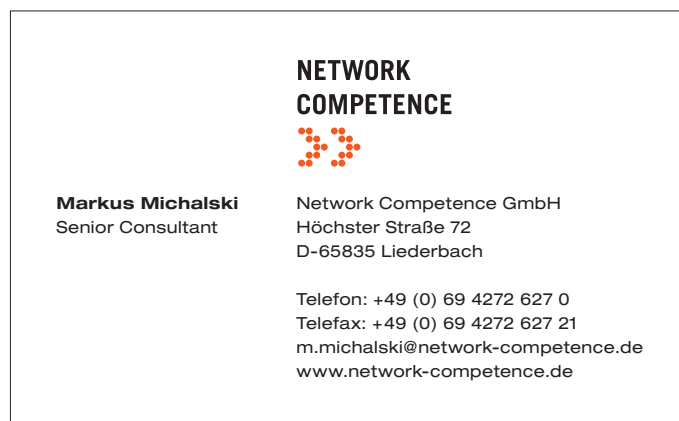 NETWORK
COMPETENCE
Markus Michalski
Senior Consultant
Network Competence GmbH
Höchster Straße 72
D-65835 Liederbach
Telefon: +49 (0) 69 4272 627 0
Telefax: +49 (0) 69 4272 627 21
m.michalski@network-competence.de
www.network-competence.de